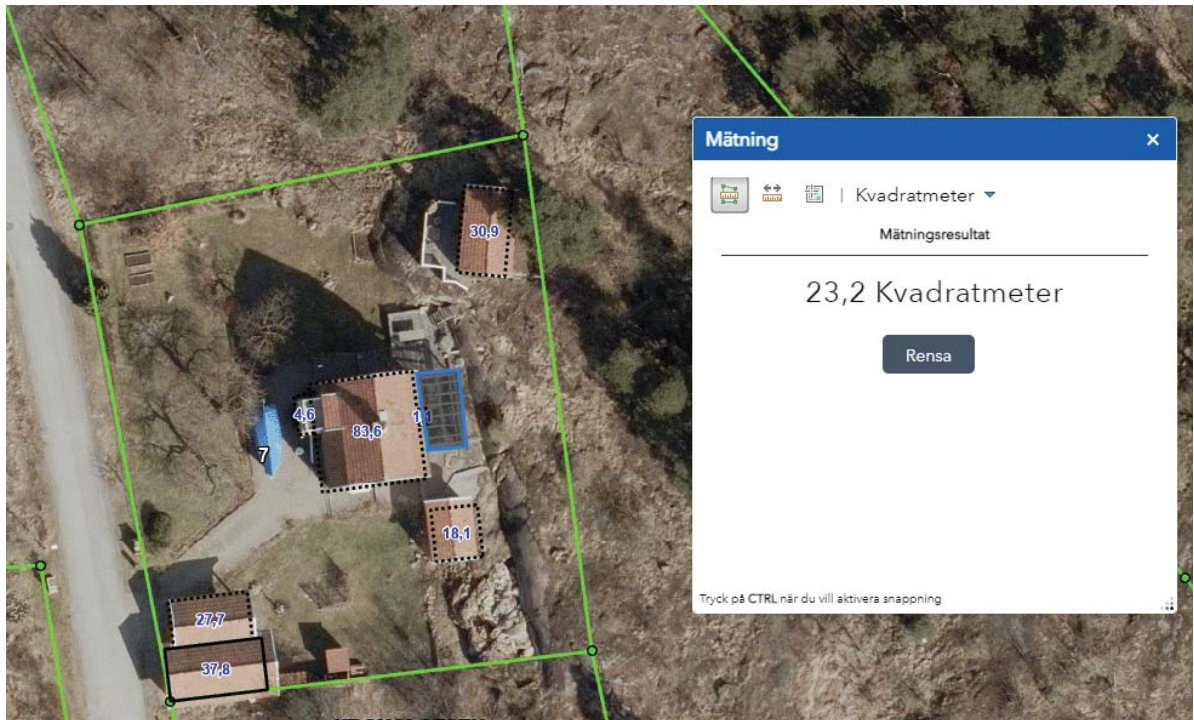 Mätning
Kvadratmeter
Mätningsresultat
23,2 Kvadratmeter
Rensa
Tryck på CTRL när du vill aktivera snappning
30,9
4,6
83,6
7
18,1
27,7
37,8